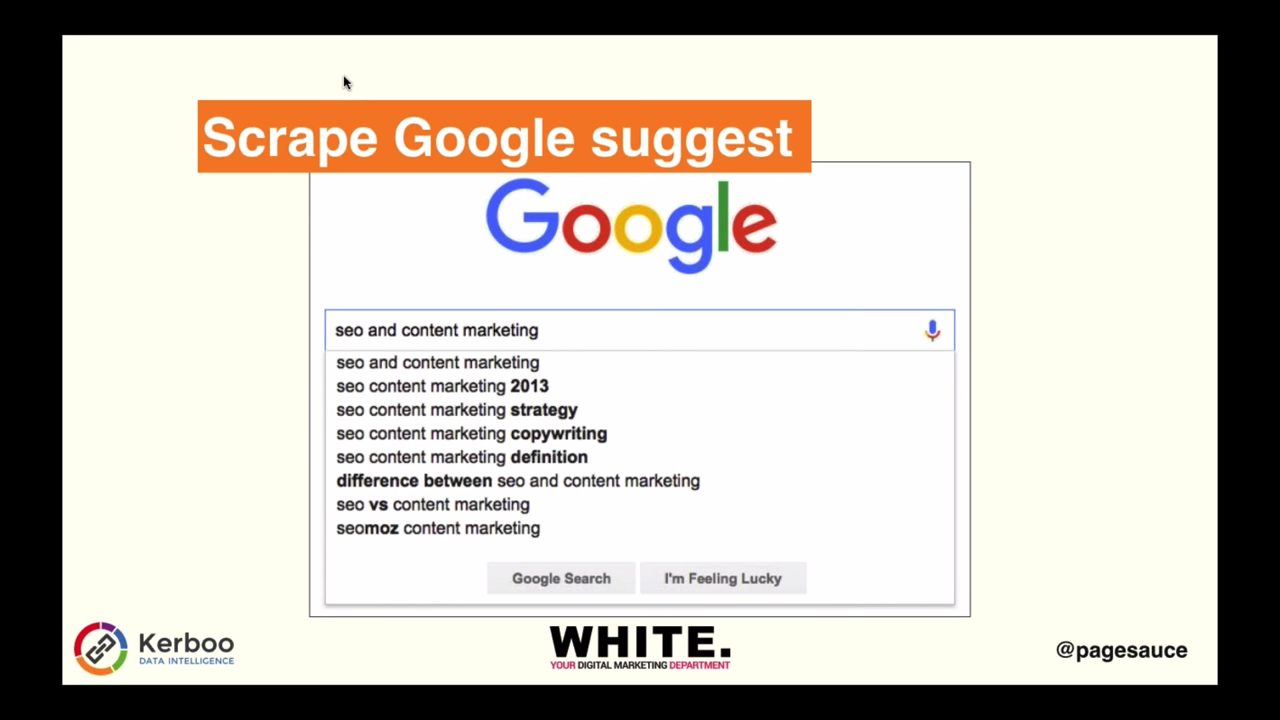 Scrape Google suggest
Google
seo and content marketing
seo and content marketing
seo content marketing 2013
seo content marketing strategy
seo content marketing copywriting
seo content marketing definition
difference between seo and content marketing
seo vs content marketing
seomoz content marketing
Google Search
I'm Feeling Lucky
Kerboo
DATA INTELLIGENCE
WHITE.
YOUR DIGITAL MARKETING DEPARTMENT
@pagesauce